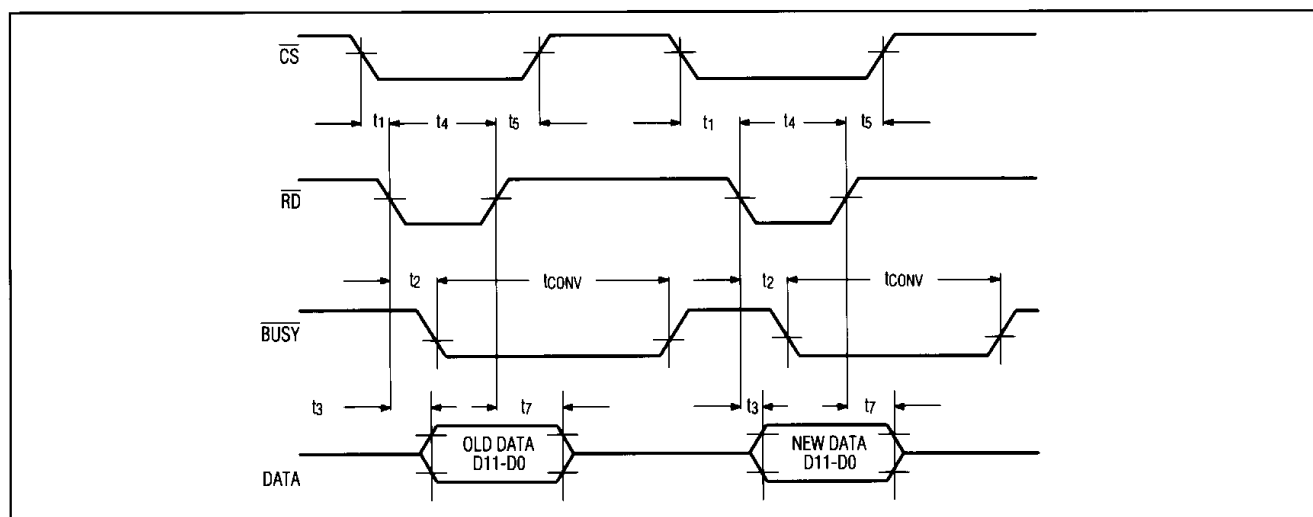 CS
t1 t4 t5 t1 t4 t5
RD
t2 tCONV t2 tCONV
BUSY
t3 t7 t3 t7
OLD DATA NEW DATA
D11-D0 D11-D0
DATA